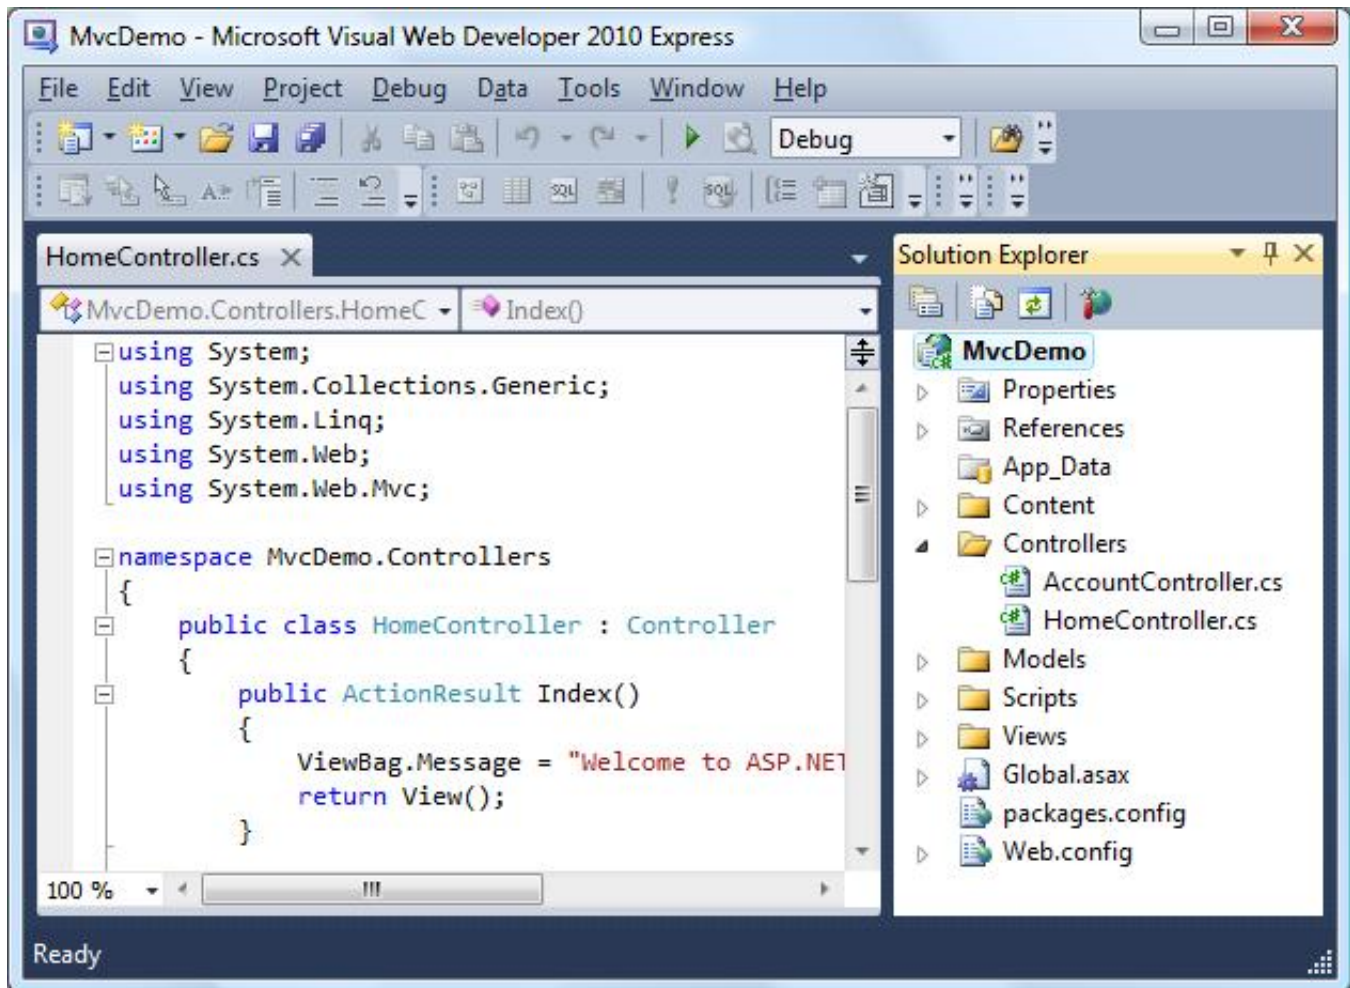 MvcDemo - Microsoft Visual Web Developer 2010 Express
File Edit View Project Debug Data Tools Window Help
Debug
HomeController.cs
MvcDemo.Controllers.HomeC
Index()
using System;
using System.Collections.Generic;
using System.Linq;
using System.Web;
using System.Web.Mvc;
namespace MvcDemo.Controllers
{
public class HomeController : Controller
{
public ActionResult Index()
{
ViewBag.Message = "Welcome to ASP.NET
return View();
}
100 %
Solution Explorer
MvcDemo
Properties
References
App_Data
Content
Controllers
AccountController.cs
HomeController.cs
Models
Scripts
Views
Global.asax
packages.config
Web.config
Ready